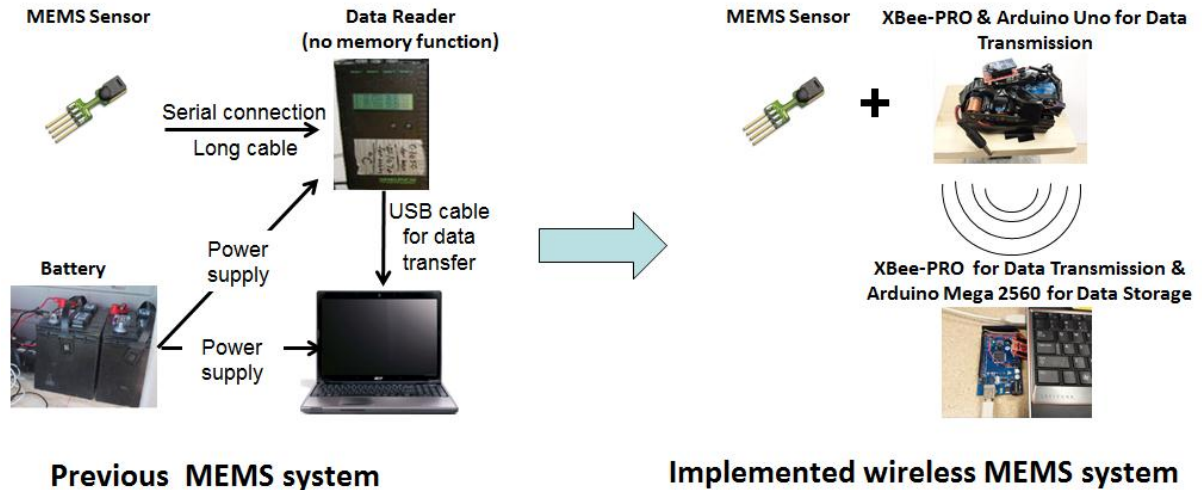 MEMS Sensor
Data Reader
(no memory function)
Serial connection
Long cable
USB cable
for data
transfer
Power
supply
Battery
Power
supply
Previous MEMS system
MEMS Sensor
XBee-PRO & Arduino Uno for Data
Transmission
+
XBee-PRO for Data Transmission &
Arduino Mega 2560 for Data Storage
Implemented wireless MEMS system